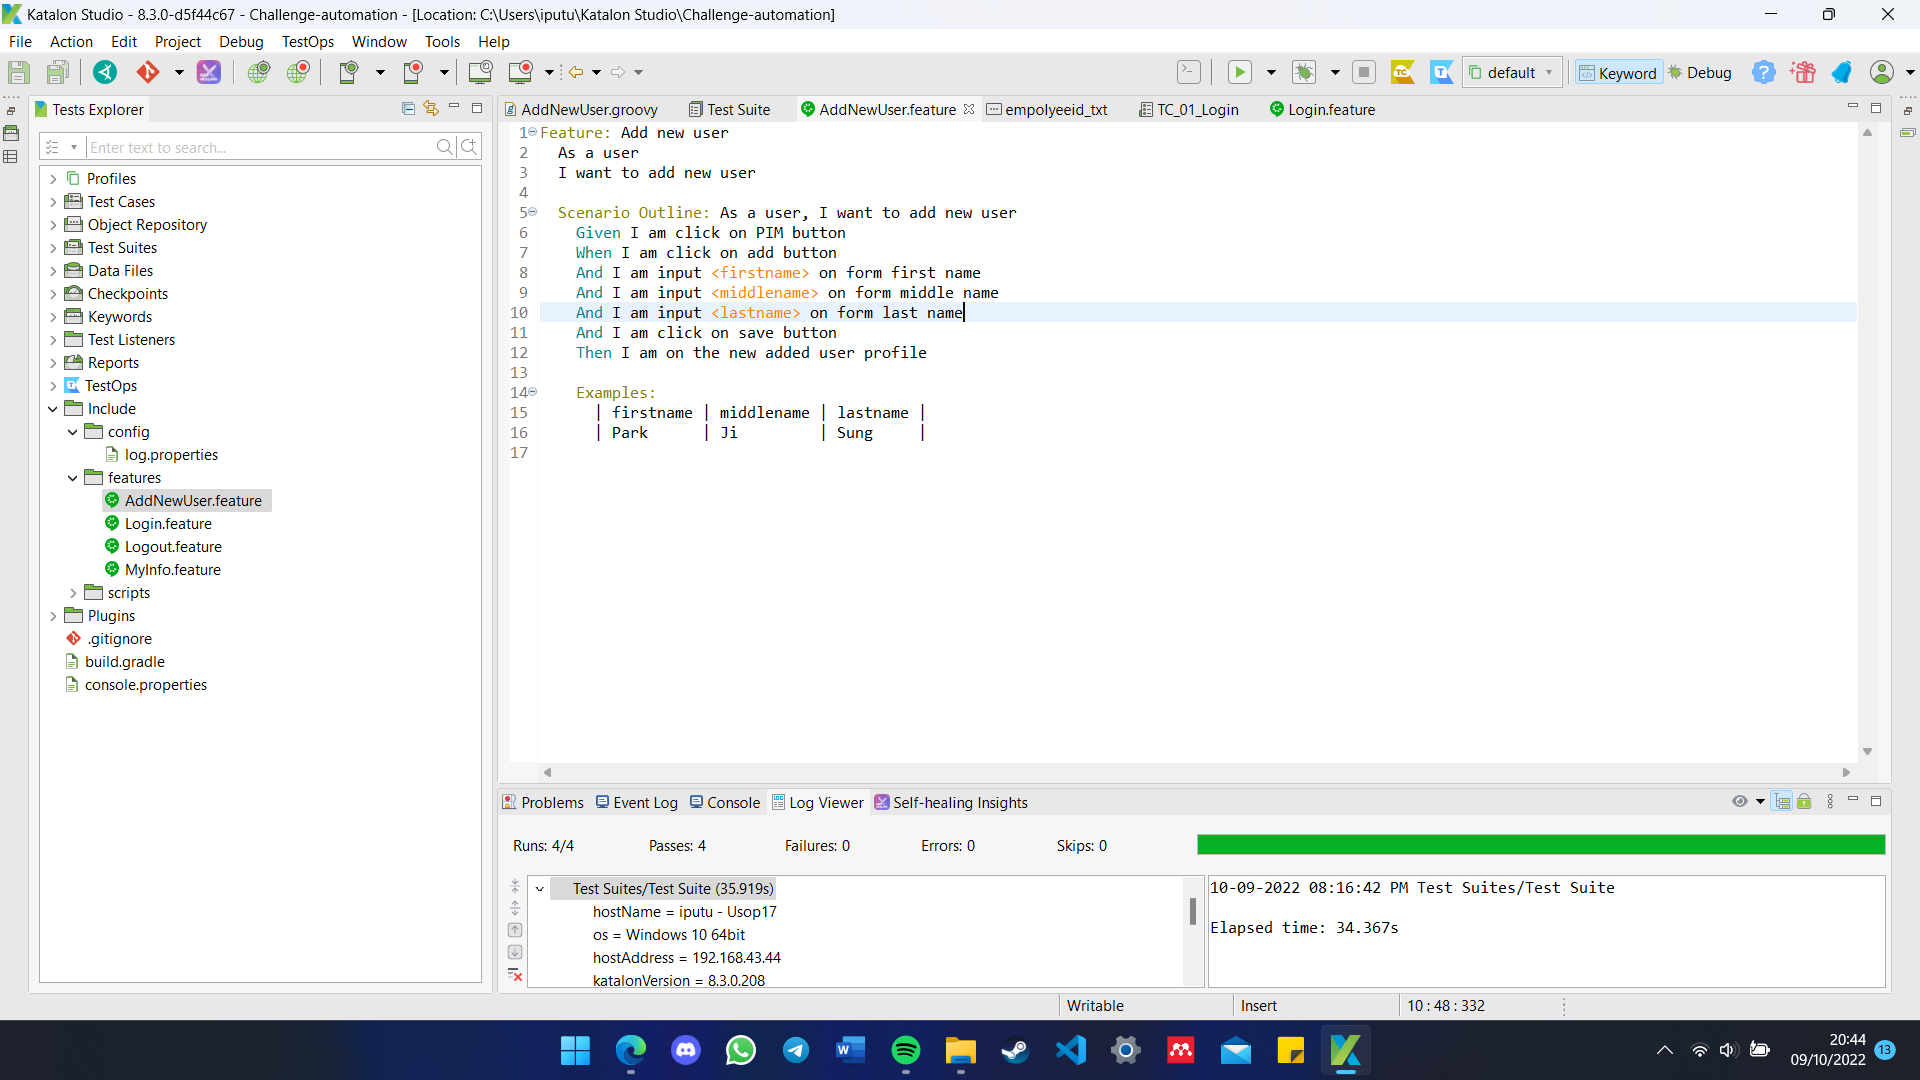 Katalon Studio - 8.3.0-d5f44c67 - Challenge-automation - [Location: C:\Users\iputu\Katalon Studio\Challenge-automation]
File Action Edit Project Debug TestOps Window Tools Help
default Keyword Debug
Tests Explorer
Enter text to search...
Profiles
Test Cases
Object Repository
Test Suites
Data Files
Checkpoints
Keywords
Test Listeners
Reports
TestOps
Include
config
log.properties
features
AddNewUser.feature
Login.feature
Logout.feature
MyInfo.feature
scripts
Plugins
.gitignore
build.gradle
console.properties
AddNewUser.groovy Test Suite AddNewUser.feature empolyeeid_txt TC_01_Login Login.feature
1 Feature: Add new user
2 As a user
3 I want to add new user
4
5 Scenario Outline: As a user, I want to add new user
6 Given I am click on PIM button
7 When I am click on add button
8 And I am input <firstname> on form first name
9 And I am input <middlename> on form middle name
10 And I am input <lastname> on form last name
11 And I am click on save button
12 Then I am on the new added user profile
13
14 Examples:
15 | firstname | middlename | lastname |
16 | Park | Ji | Sung |
17
Problems Event Log Console Log Viewer Self-healing Insights
Runs: 4/4 Passes: 4 Failures: 0 Errors: 0 Skips: 0
Test Suites/Test Suite (35.919s)
hostName = iputu - Usop17
os = Windows 10 64bit
hostAddress = 192.168.43.44
katalonVersion = 8.3.0.208
10-09-2022 08:16:42 PM Test Suites/Test Suite
Elapsed time: 34.367s
Writable Insert 10 : 48 : 332
20:44
09/10/2022
13